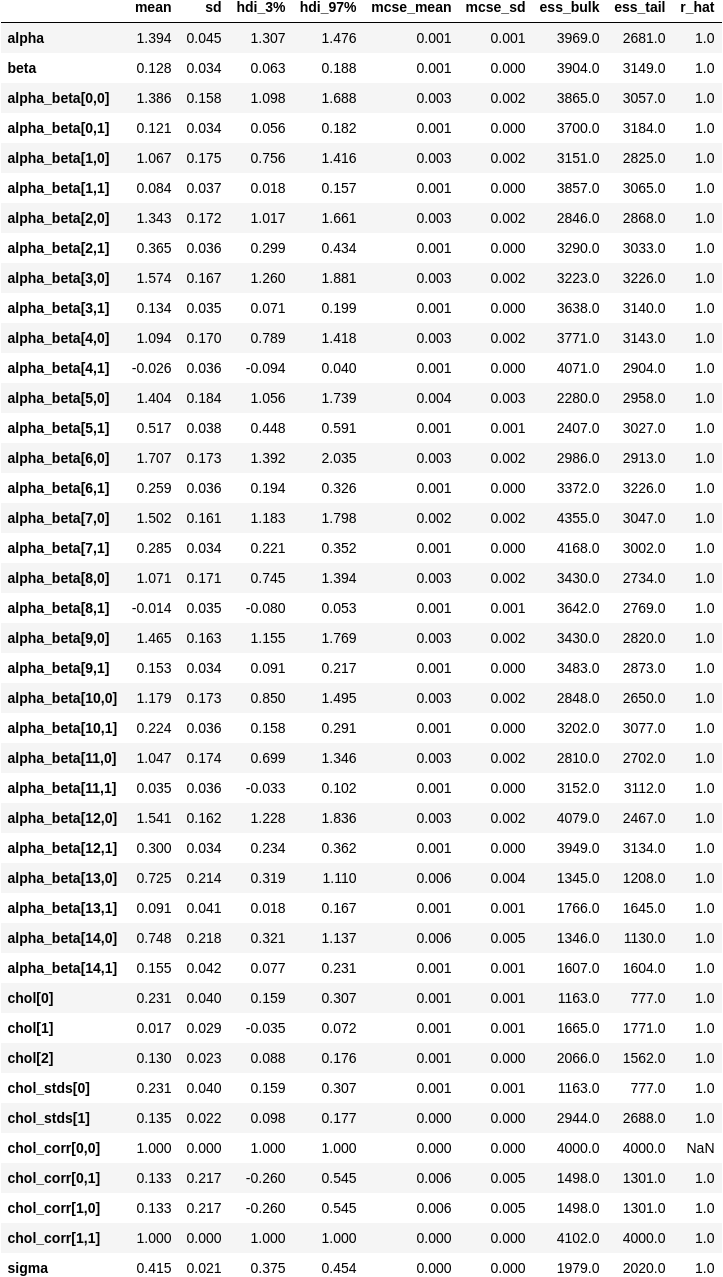 mean sd hdi_3% hdi_97% mcse_mean mcse_sd ess_bulk ess_tail r_hat
alpha 1.394 0.045 1.307 1.476 0.001 0.001 3969.0 2681.0 1.0
beta 0.128 0.034 0.063 0.188 0.001 0.000 3904.0 3149.0 1.0
alpha_beta[0,0] 1.386 0.158 1.098 1.688 0.003 0.002 3865.0 3057.0 1.0
alpha_beta[0,1] 0.121 0.034 0.056 0.182 0.001 0.000 3700.0 3184.0 1.0
alpha_beta[1,0] 1.067 0.175 0.756 1.416 0.003 0.002 3151.0 2825.0 1.0
alpha_beta[1,1] 0.084 0.037 0.018 0.157 0.001 0.000 3857.0 3065.0 1.0
alpha_beta[2,0] 1.343 0.172 1.017 1.661 0.003 0.002 2846.0 2868.0 1.0
alpha_beta[2,1] 0.365 0.036 0.299 0.434 0.001 0.000 3290.0 3033.0 1.0
alpha_beta[3,0] 1.574 0.167 1.260 1.881 0.003 0.002 3223.0 3226.0 1.0
alpha_beta[3,1] 0.134 0.035 0.071 0.199 0.001 0.000 3638.0 3140.0 1.0
alpha_beta[4,0] 1.094 0.170 0.789 1.418 0.003 0.002 3771.0 3143.0 1.0
alpha_beta[4,1] -0.026 0.036 -0.094 0.040 0.001 0.000 4071.0 2904.0 1.0
alpha_beta[5,0] 1.404 0.184 1.056 1.739 0.004 0.003 2280.0 2958.0 1.0
alpha_beta[5,1] 0.517 0.038 0.448 0.591 0.001 0.001 2407.0 3027.0 1.0
alpha_beta[6,0] 1.707 0.173 1.392 2.035 0.003 0.002 2986.0 2913.0 1.0
alpha_beta[6,1] 0.259 0.036 0.194 0.326 0.001 0.000 3372.0 3226.0 1.0
alpha_beta[7,0] 1.502 0.161 1.183 1.798 0.002 0.002 4355.0 3047.0 1.0
alpha_beta[7,1] 0.285 0.034 0.221 0.352 0.001 0.000 4168.0 3002.0 1.0
alpha_beta[8,0] 1.071 0.171 0.745 1.394 0.003 0.002 3430.0 2734.0 1.0
alpha_beta[8,1] -0.014 0.035 -0.080 0.053 0.001 0.001 3642.0 2769.0 1.0
alpha_beta[9,0] 1.465 0.163 1.155 1.769 0.003 0.002 3430.0 2820.0 1.0
alpha_beta[9,1] 0.153 0.034 0.091 0.217 0.001 0.000 3483.0 2873.0 1.0
alpha_beta[10,0] 1.179 0.173 0.850 1.495 0.003 0.002 2848.0 2650.0 1.0
alpha_beta[10,1] 0.224 0.036 0.158 0.291 0.001 0.000 3202.0 3077.0 1.0
alpha_beta[11,0] 1.047 0.174 0.699 1.346 0.003 0.002 2810.0 2702.0 1.0
alpha_beta[11,1] 0.035 0.036 -0.033 0.102 0.001 0.000 3152.0 3112.0 1.0
alpha_beta[12,0] 1.541 0.162 1.228 1.836 0.003 0.002 4079.0 2467.0 1.0
alpha_beta[12,1] 0.300 0.034 0.234 0.362 0.001 0.000 3949.0 3134.0 1.0
alpha_beta[13,0] 0.725 0.214 0.319 1.110 0.006 0.004 1345.0 1208.0 1.0
alpha_beta[13,1] 0.091 0.041 0.018 0.167 0.001 0.001 1766.0 1645.0 1.0
alpha_beta[14,0] 0.748 0.218 0.321 1.137 0.006 0.005 1346.0 1130.0 1.0
alpha_beta[14,1] 0.155 0.042 0.077 0.231 0.001 0.001 1607.0 1604.0 1.0
chol[0] 0.231 0.040 0.159 0.307 0.001 0.001 1163.0 777.0 1.0
chol[1] 0.017 0.029 -0.035 0.072 0.001 0.001 1665.0 1771.0 1.0
chol[2] 0.130 0.023 0.088 0.176 0.001 0.000 2066.0 1562.0 1.0
chol_stds[0] 0.231 0.040 0.159 0.307 0.001 0.001 1163.0 777.0 1.0
chol_stds[1] 0.135 0.022 0.098 0.177 0.000 0.000 2944.0 2688.0 1.0
chol_corr[0,0] 1.000 0.000 1.000 1.000 0.000 0.000 4000.0 4000.0 NaN
chol_corr[0,1] 0.133 0.217 -0.260 0.545 0.006 0.005 1498.0 1301.0 1.0
chol_corr[1,0] 0.133 0.217 -0.260 0.545 0.006 0.005 1498.0 1301.0 1.0
chol_corr[1,1] 1.000 0.000 1.000 1.000 0.000 0.000 4102.0 4000.0 1.0
sigma 0.415 0.021 0.375 0.454 0.000 0.000 1979.0 2020.0 1.0